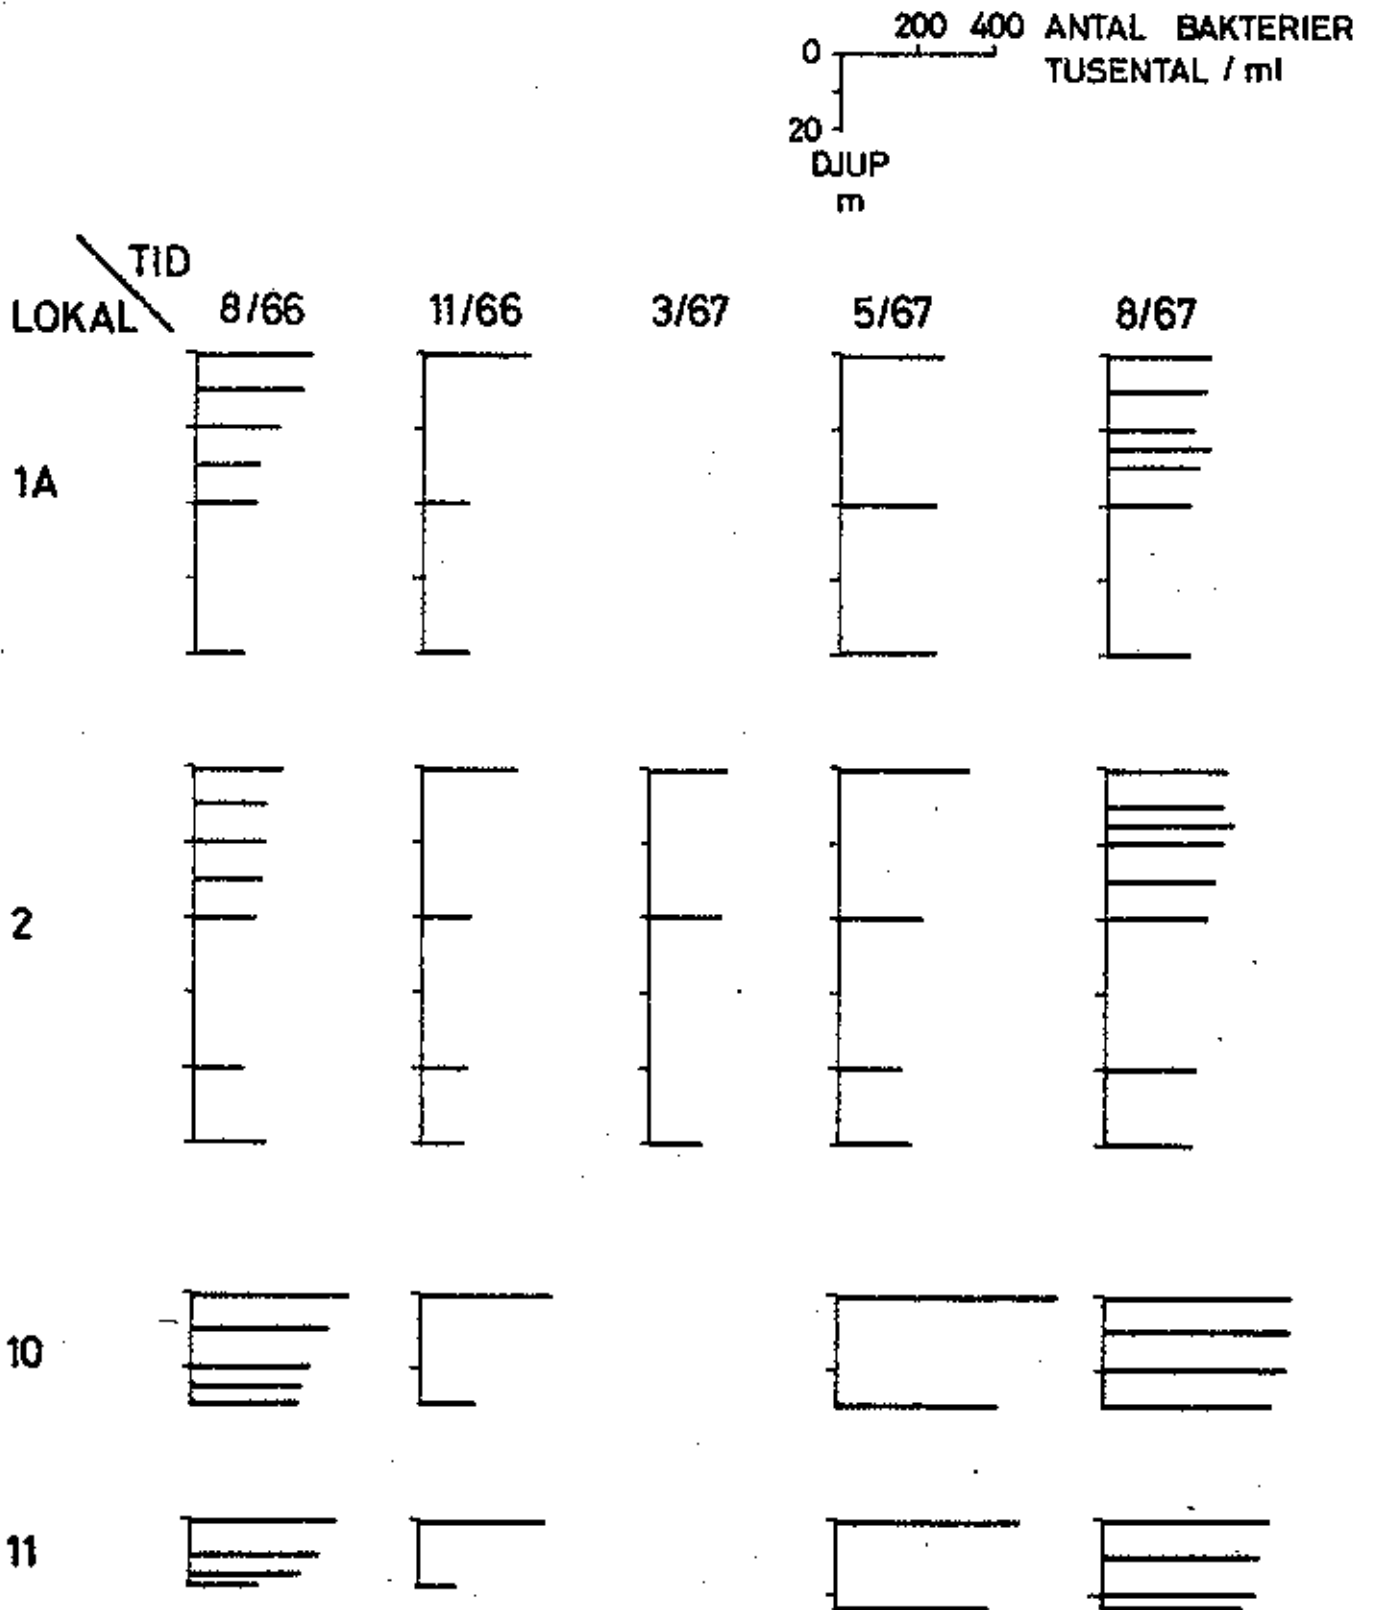 200 400 ANTAL BAKTERIER
0
TUSENTAL / ml
20
DJUP
m
TID
LOKAL 8/66 11/66 3/67 5/67 8/67
1A
2
10
11